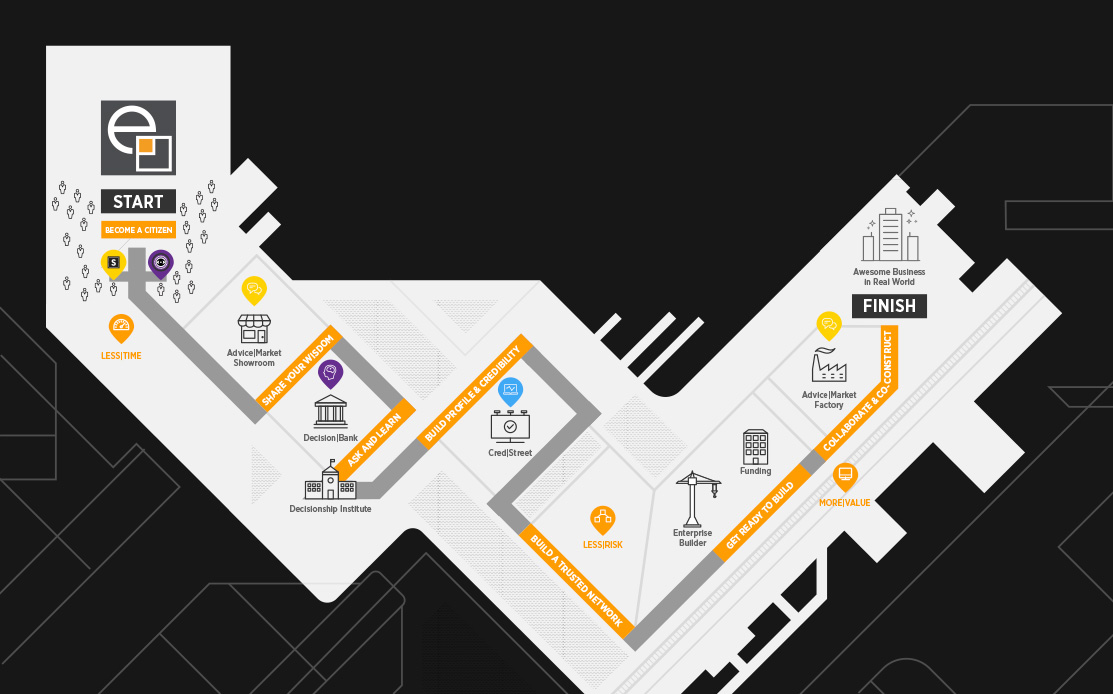 START
BECOME A CITIZEN
S
LESS|TIME
Advice|Market
Showroom
SHARE YOUR WISDOM
Decision|Bank
ASK AND LEARN
Decisionship Institute
BUILD PROFILE & CREDIBILITY
Cred|Street
BUILD A TRUSTED NETWORK
LESS|RISK
Enterprise
Builder
Funding
GET READY TO BUILD
MORE|VALUE
COLLABORATE & CO-CONSTRUCT
Advice|Market
Factory
FINISH
Awesome Business
in Real World